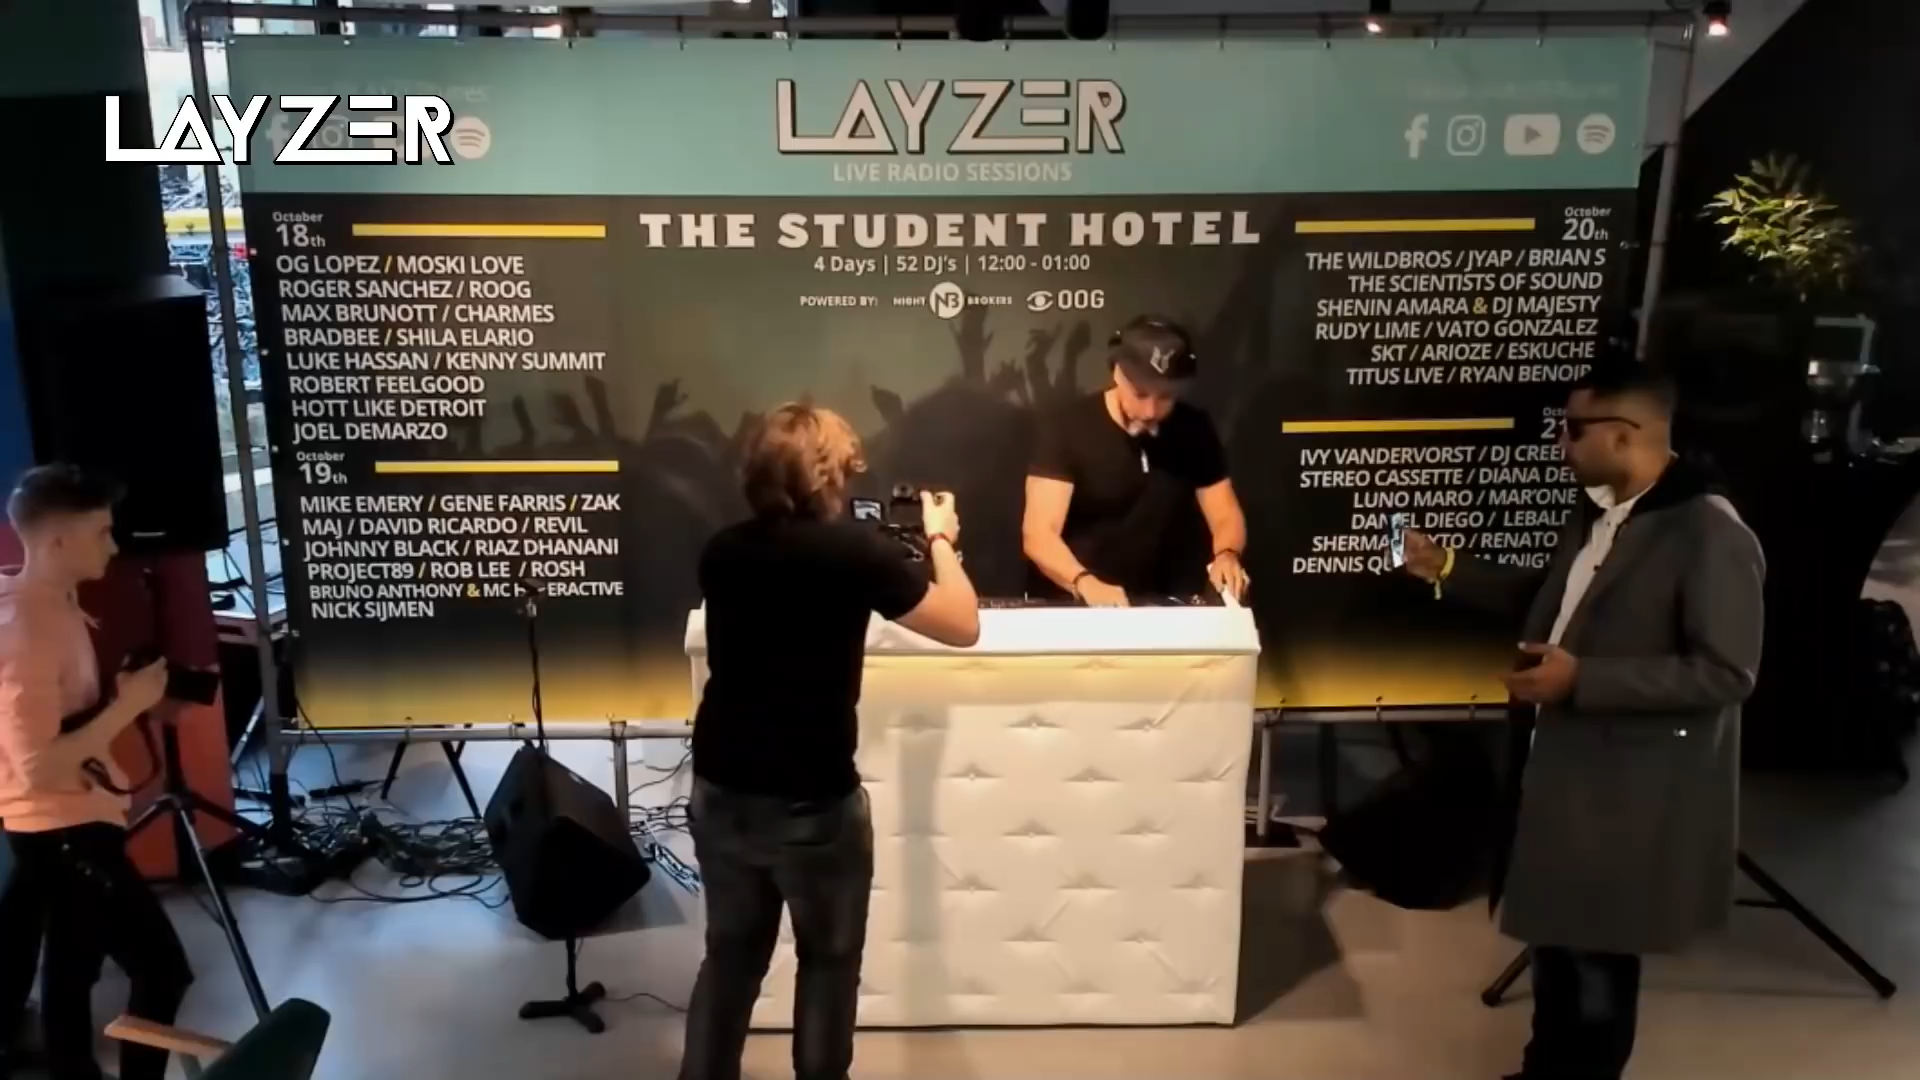 LAYZER
LAYZER
LIVE RADIO SESSIONS
THE STUDENT HOTEL
4 Days | 52 DJ's | 12:00 - 01:00
POWERED BY: NIGHT NB BROKERS OOG
October
18th
OG LOPEZ / MOSKI LOVE
ROGER SANCHEZ / ROOG
MAX BRUNOTT / CHARMES
BRADBEE / SHILA ELARIO
LUKE HASSAN / KENNY SUMMIT
ROBERT FEELGOOD
HOTT LIKE DETROIT
JOEL DEMARZO
October
19th
MIKE EMERY / GENE FARRIS / ZAK
MAJ / DAVID RICARDO / REVIL
JOHNNY BLACK / RIAZ DHANANI
PROJECT89 / ROB LEE / ROSH
BRUNO ANTHONY & MC
NICK SIJMEN
October
20th
THE WILDBROS / JYAP / BRIAN S
THE SCIENTISTS OF SOUND
SHENIN AMARA & DJ MAJESTY
RUDY LIME / VATO GONZALEZ
SKT / ARIOZE / ESKUCHE
TITUS LIVE / RYAN
21
IVY VANDERVORST / DJ
STEREO CASSETTE / DIANA
LUNO MARO / MAR'ONE
DIEGO /
RENATO
DENNIS